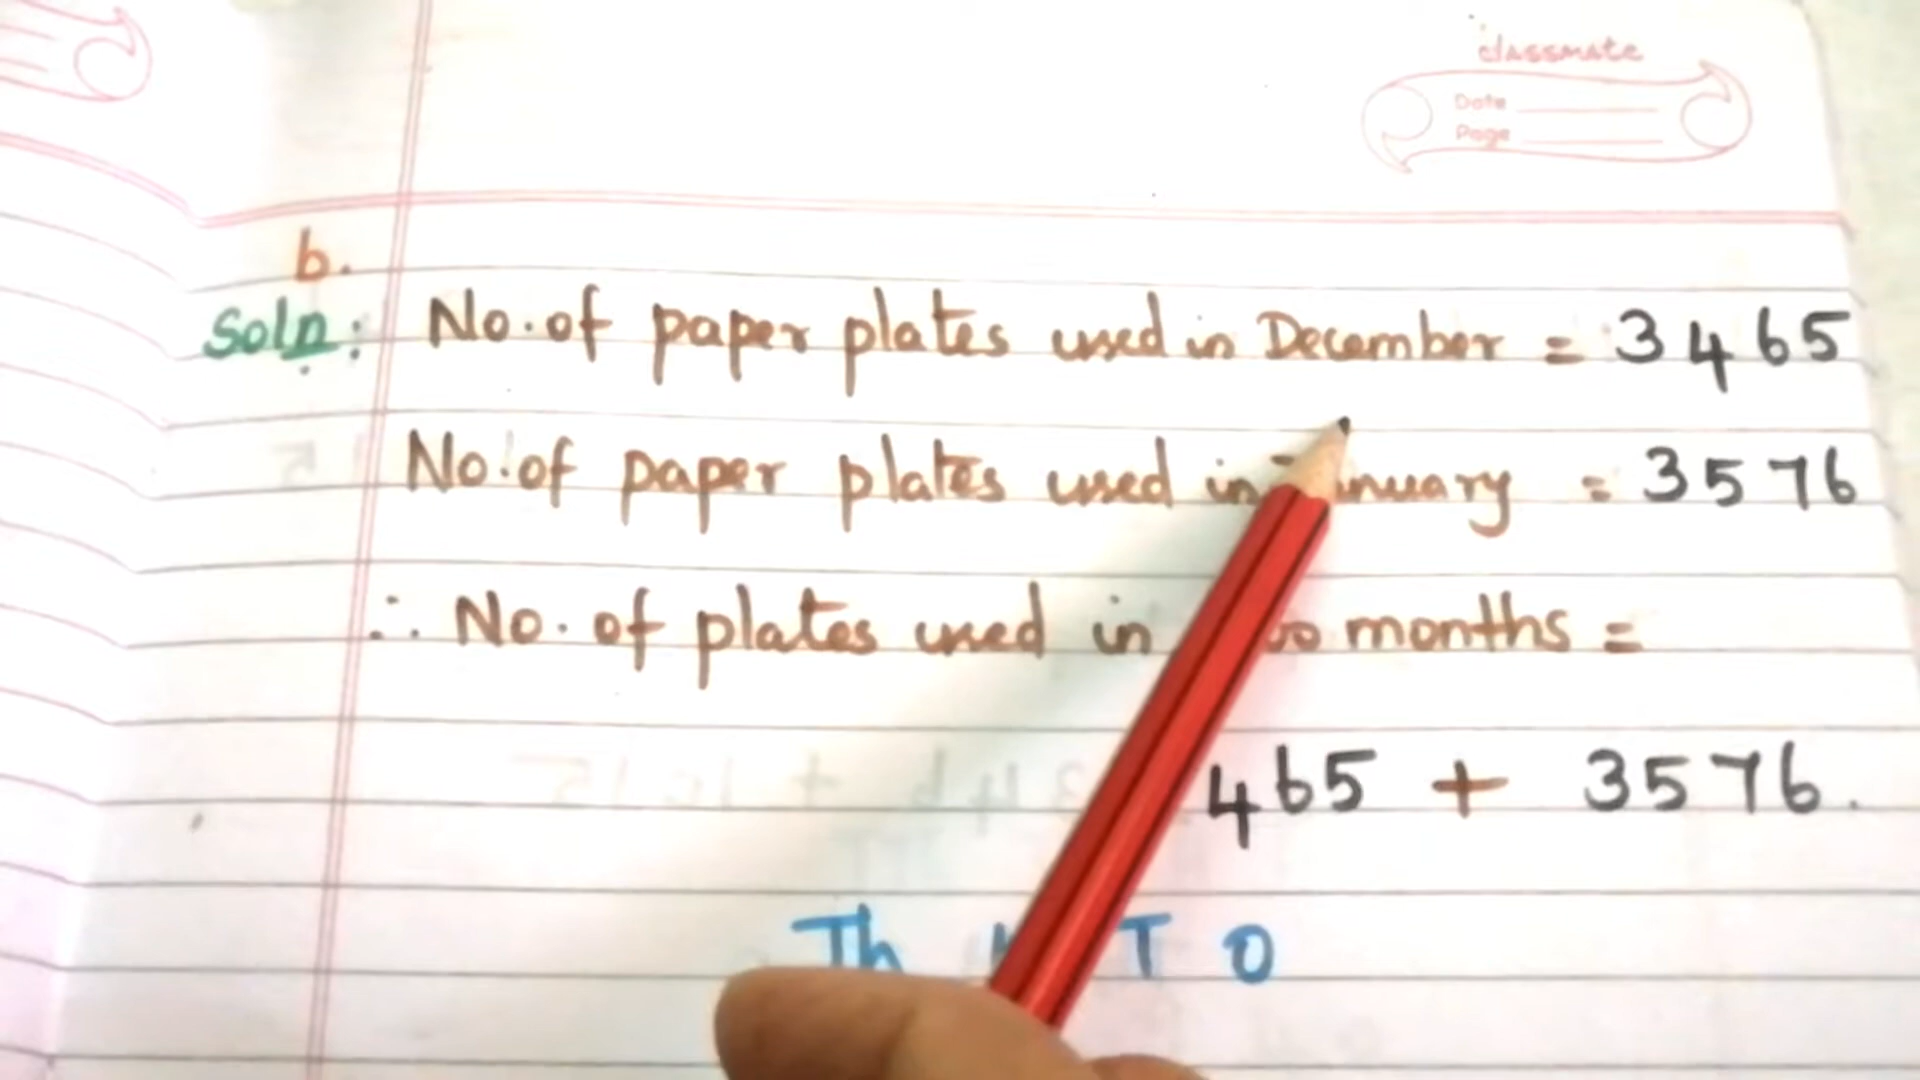 classmate
Date
Page
b.
Soln: No. of paper plates used in December = 3465
No. of paper plates used in = 3576
∴ No. of plates used in months =
465 + 3576.
Th T O